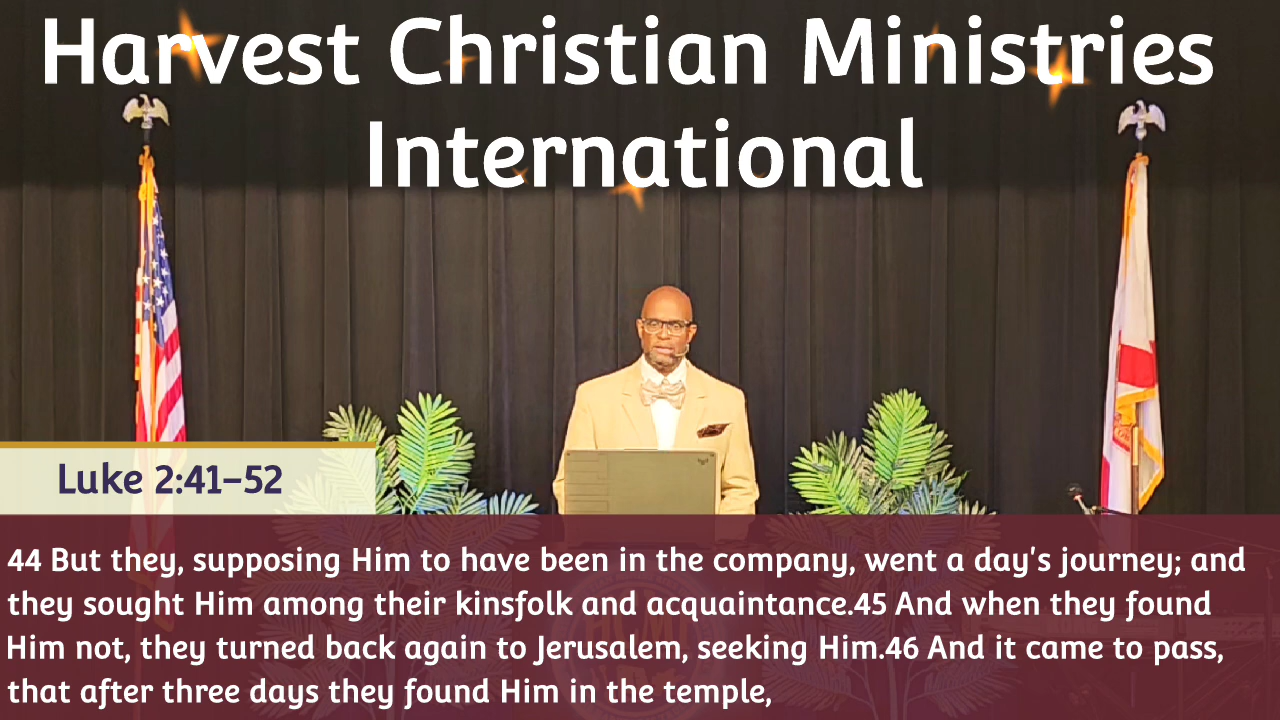 Harvest Christian Ministries
International
Luke 2:41–52
44 But they, supposing Him to have been in the company, went a day's journey; and
they sought Him among their kinsfolk and acquaintance.45 And when they found
Him not, they turned back again to Jerusalem, seeking Him.46 And it came to pass,
that after three days they found Him in the temple,